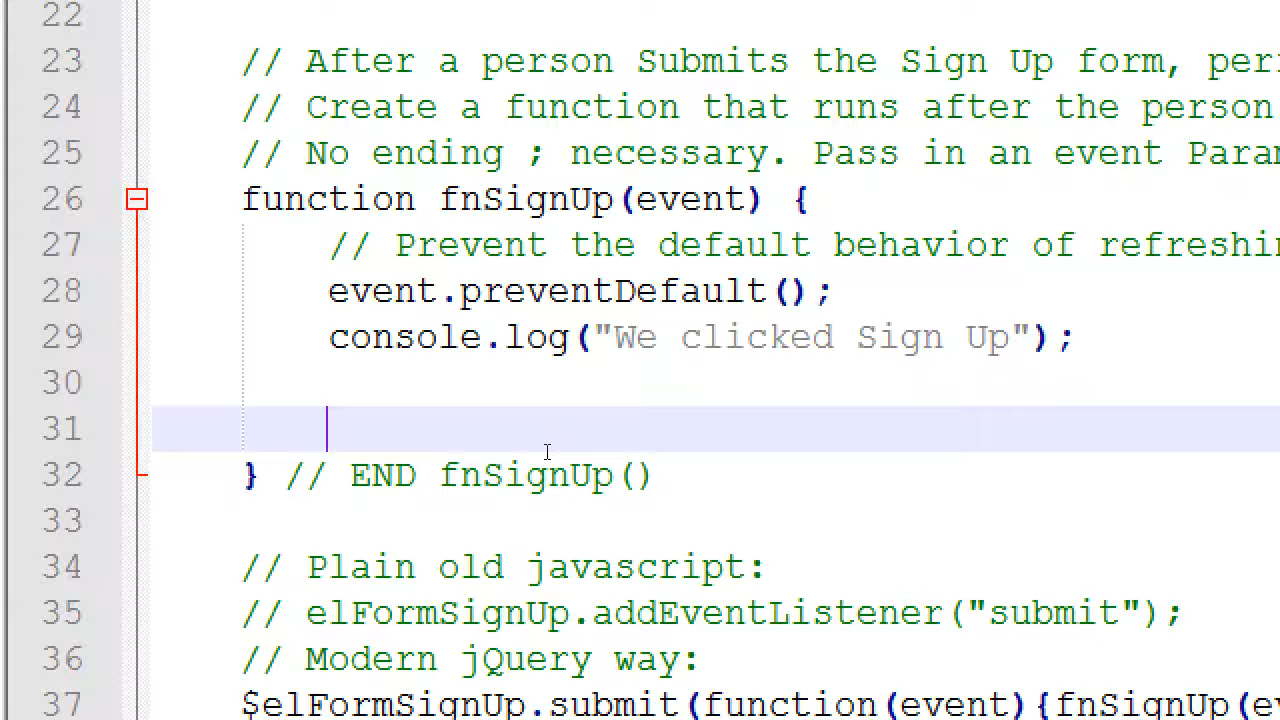 22
23 // After a person Submits the Sign Up form, per
24 // Create a function that runs after the person
25 // No ending ; necessary. Pass in an event Para
26 function fnSignUp(event) {
27 // Prevent the default behavior of refreshi
28 event.preventDefault();
29 console.log("We clicked Sign Up");
30
31
32 } // END fnSignUp()
33
34 // Plain old javascript:
35 // elFormSignUp.addEventListener("submit");
36 // Modern jQuery way:
37 $elFormSignUp.submit(function(event){fnSignUp(e